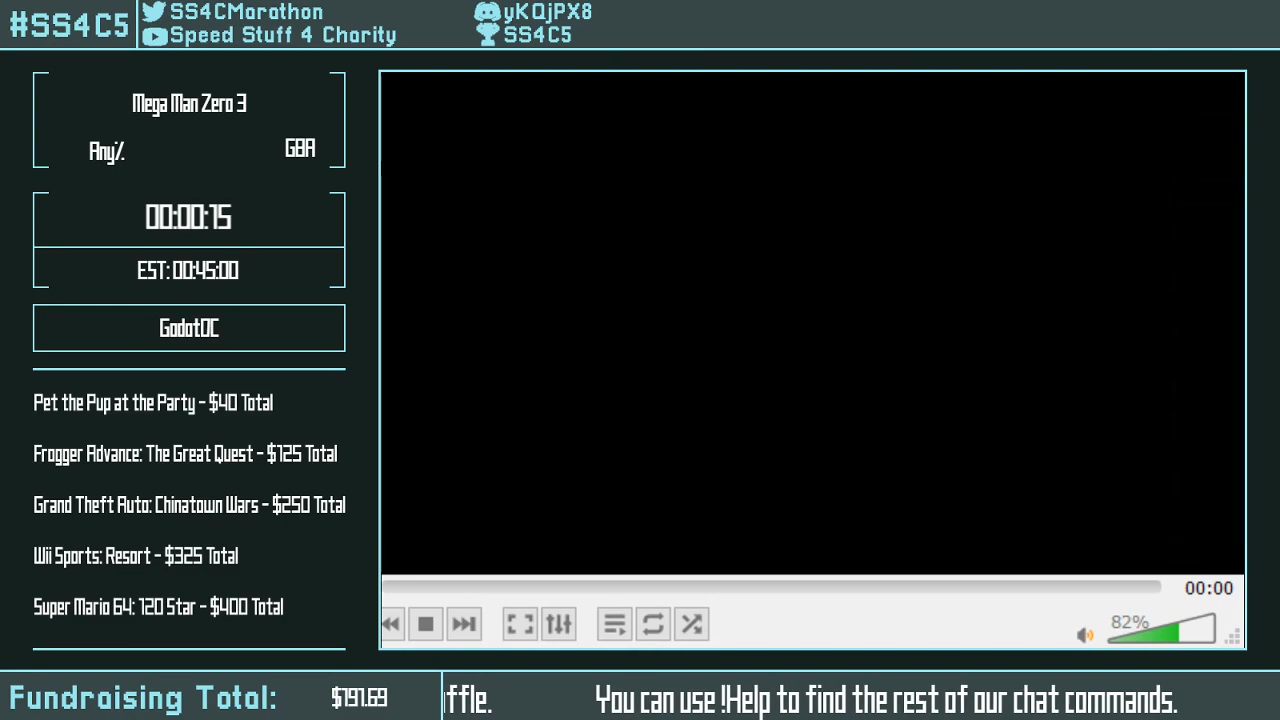 #SS4C5
SS4CMarathon
Speed Stuff 4 Charity
yKQjPX8
SS4C5
Mega Man Zero 3
Any%
GBA
00:00:15
EST: 00:45:00
GodotOC
Pet the Pup at the Party - $40 Total
Frogger Advance: The Great Quest - $125 Total
Grand Theft Auto: Chinatown Wars - $250 Total
Wii Sports: Resort - $325 Total
Super Mario 64: 120 Star - $400 Total
00:00
82%
Fundraising Total: $191.69
ffle. You can use !Help to find the rest of our chat commands.